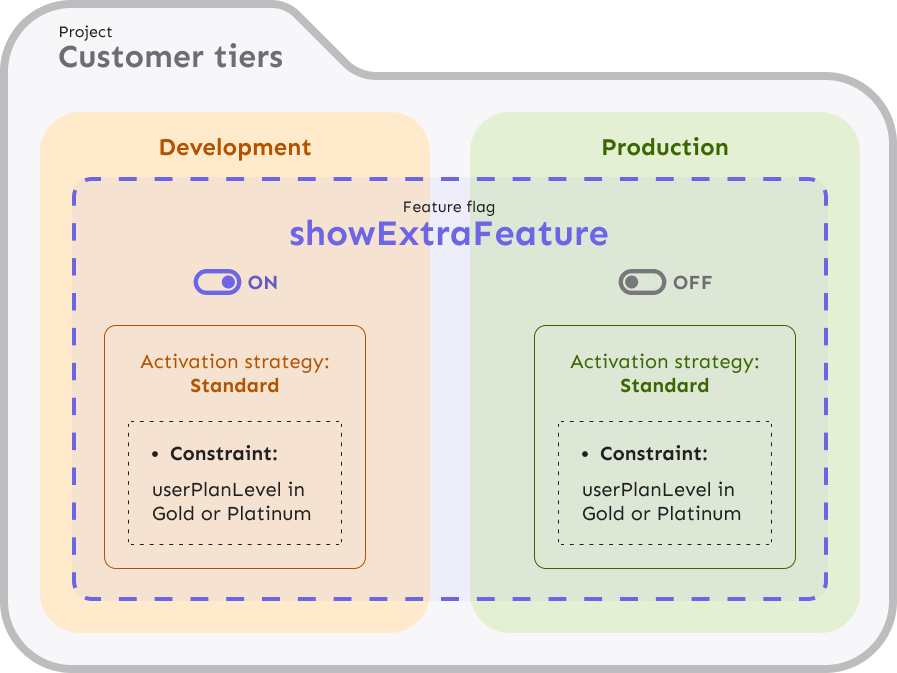 Project
Customer tiers
Development
Production
Feature flag
showExtraFeature
ON
OFF
Activation strategy:
Standard
• Constraint:
userPlanLevel in
Gold or Platinum
Activation strategy:
Standard
• Constraint:
userPlanLevel in
Gold or Platinum